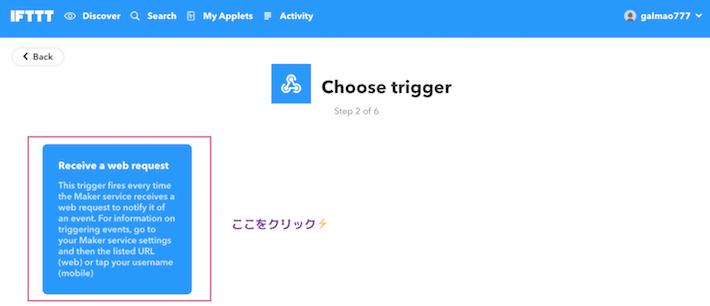 IFTTT Discover Search My Applets Activity galmao777
Back
Choose trigger
Step 2 of 6
Receive a web request
This trigger fires every time
the Maker service receives a
web request to notify it of
an event. For information on
triggering events, go to
your Maker service settings
and then the listed URL
(web) or tap your username
(mobile)
ここをクリック⚡